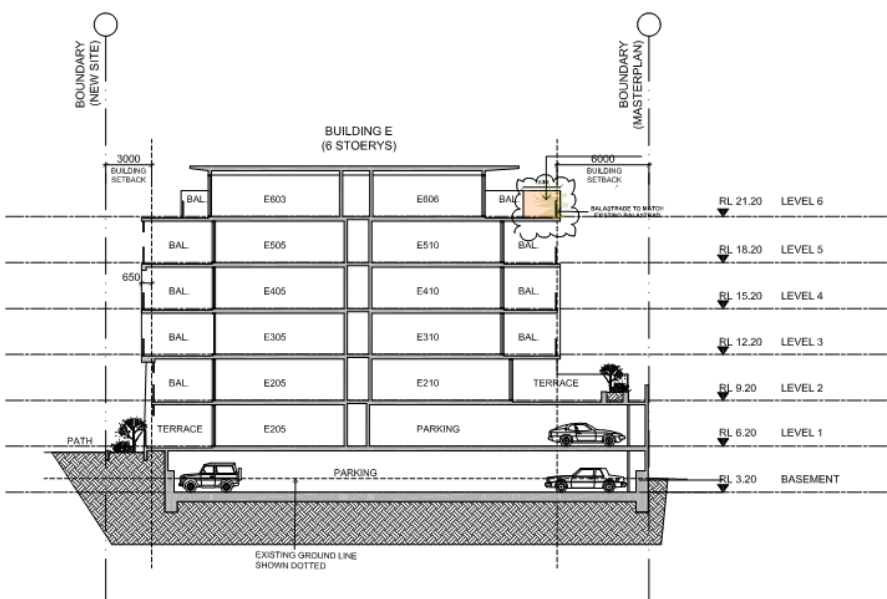 BOUNDARY
(NEW SITE)
BOUNDARY
(MASTERPLAN)
BUILDING E
(6 STOERYS)
3000
BUILDING
SETBACK
6000
BUILDING
SETBACK
BAL.
E603
E606
BAL.
BALASTRADE TO MATCH
EXISTING
RL 21.20 LEVEL 6
BAL.
E505
E510
BAL.
RL 18.20 LEVEL 5
650
BAL.
E405
E410
BAL.
RL 15.20 LEVEL 4
BAL.
E305
E310
BAL.
RL 12.20 LEVEL 3
BAL.
E205
E210
TERRACE
RL 9.20 LEVEL 2
TERRACE
E205
PARKING
RL 6.20 LEVEL 1
PATH
PARKING
RL 3.20 BASEMENT
EXISTING GROUND LINE
SHOWN DOTTED